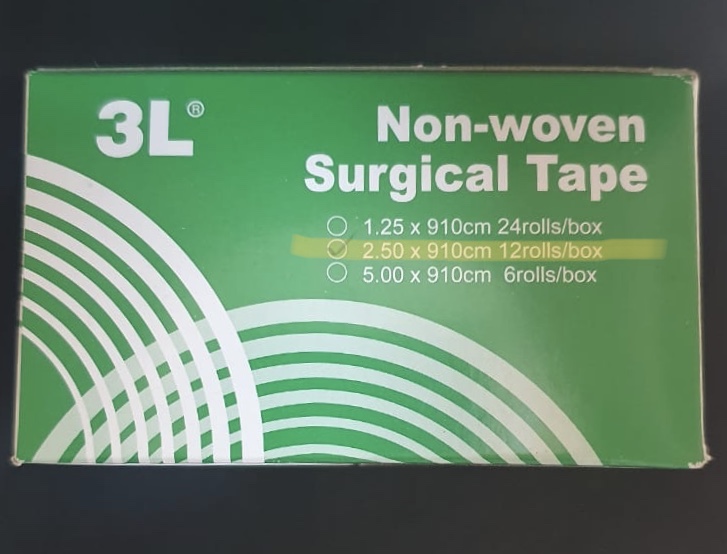 3L®
Non-woven
Surgical Tape
1.25 x 910cm 24rolls/box
2.50 x 910cm 12rolls/box
5.00 x 910cm 6rolls/box